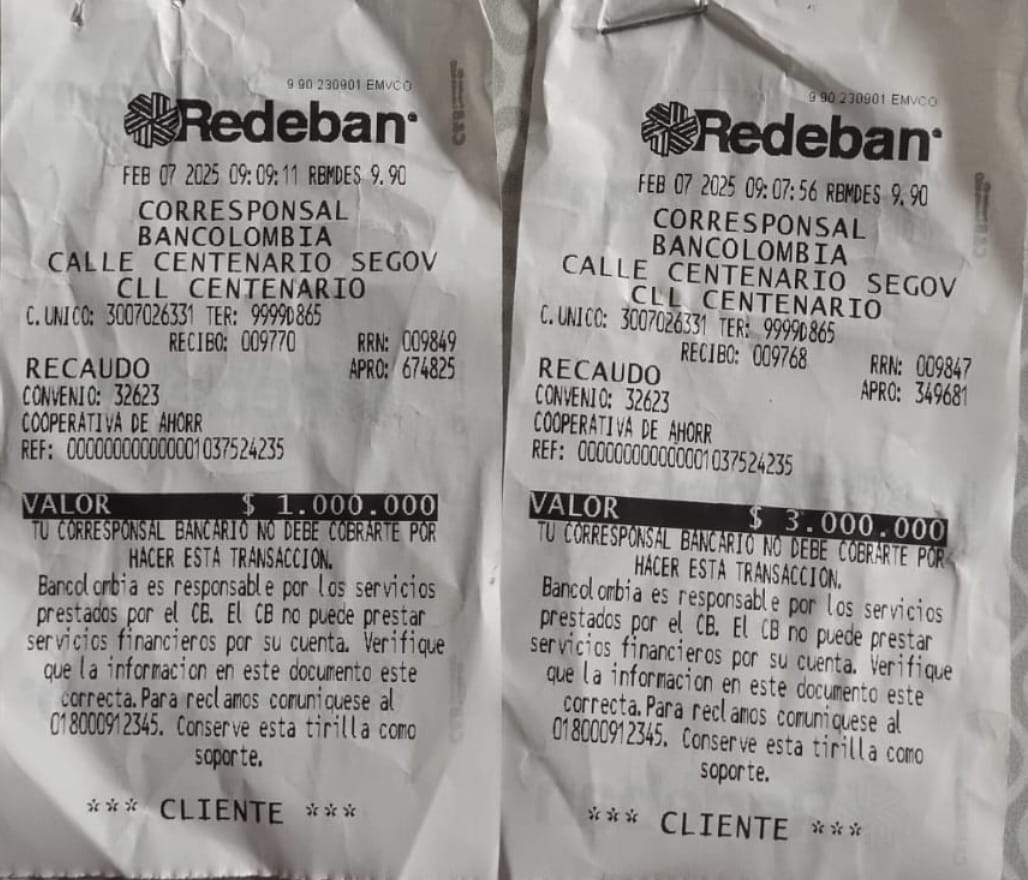 9 90 230901 EMVCO
Redeban
FEB 07 2025 09:09:11 RBMDES 9.90
CORRESPONSAL
BANCOLOMBIA
CALLE CENTENARIO SEGOV
CLL CENTENARIO
C.UNICO: 3007026331 TER: 9999D865
RECIBO: 009770 RRN: 009849
RECAUDO APRO: 674825
CONVENIO: 32623
COOPERATIVA DE AHORR
REF: 00000000000001037524235
VALOR $ 1.000.000
TU CORRESPONSAL BANCARIO NO DEBE COBRARTE POR
HACER ESTA TRANSACCION.
Bancolombia es responsable por los servicios
prestados por el CB. El CB no puede prestar
servicios financieros por su cuenta. Verifique
que la informacion en este documento este
correcta.Para reclamos comuniquese al
018000912345. Conserve esta tirilla como
soporte.
*** CLIENTE ***
9 90 230901 EMVCO
Redeban
FEB 07 2025 09:07:56 RBMDES 9.90
CORRESPONSAL
BANCOLOMBIA
CALLE CENTENARIO SEGOV
CLL CENTENARIO
C.UNICO: 3007026331 TER: 9999D865
RECIBO: 009768 RRN: 009847
RECAUDO APRO: 349681
CONVENIO: 32623
COOPERATIVA DE AHORR
REF: 00000000000001037524235
VALOR $ 3.000.000
TU CORRESPONSAL BANCARIO NO DEBE COBRARTE POR
HACER ESTA TRANSACCION.
Bancolombia es responsable por los servicios
prestados por el CB. El CB no puede prestar
servicios financieros por su cuenta. Verifique
que la informacion en este documento este
correcta.Para reclamos comuniquese al
018000912345. Conserve esta tirilla como
soporte.
*** CLIENTE ***